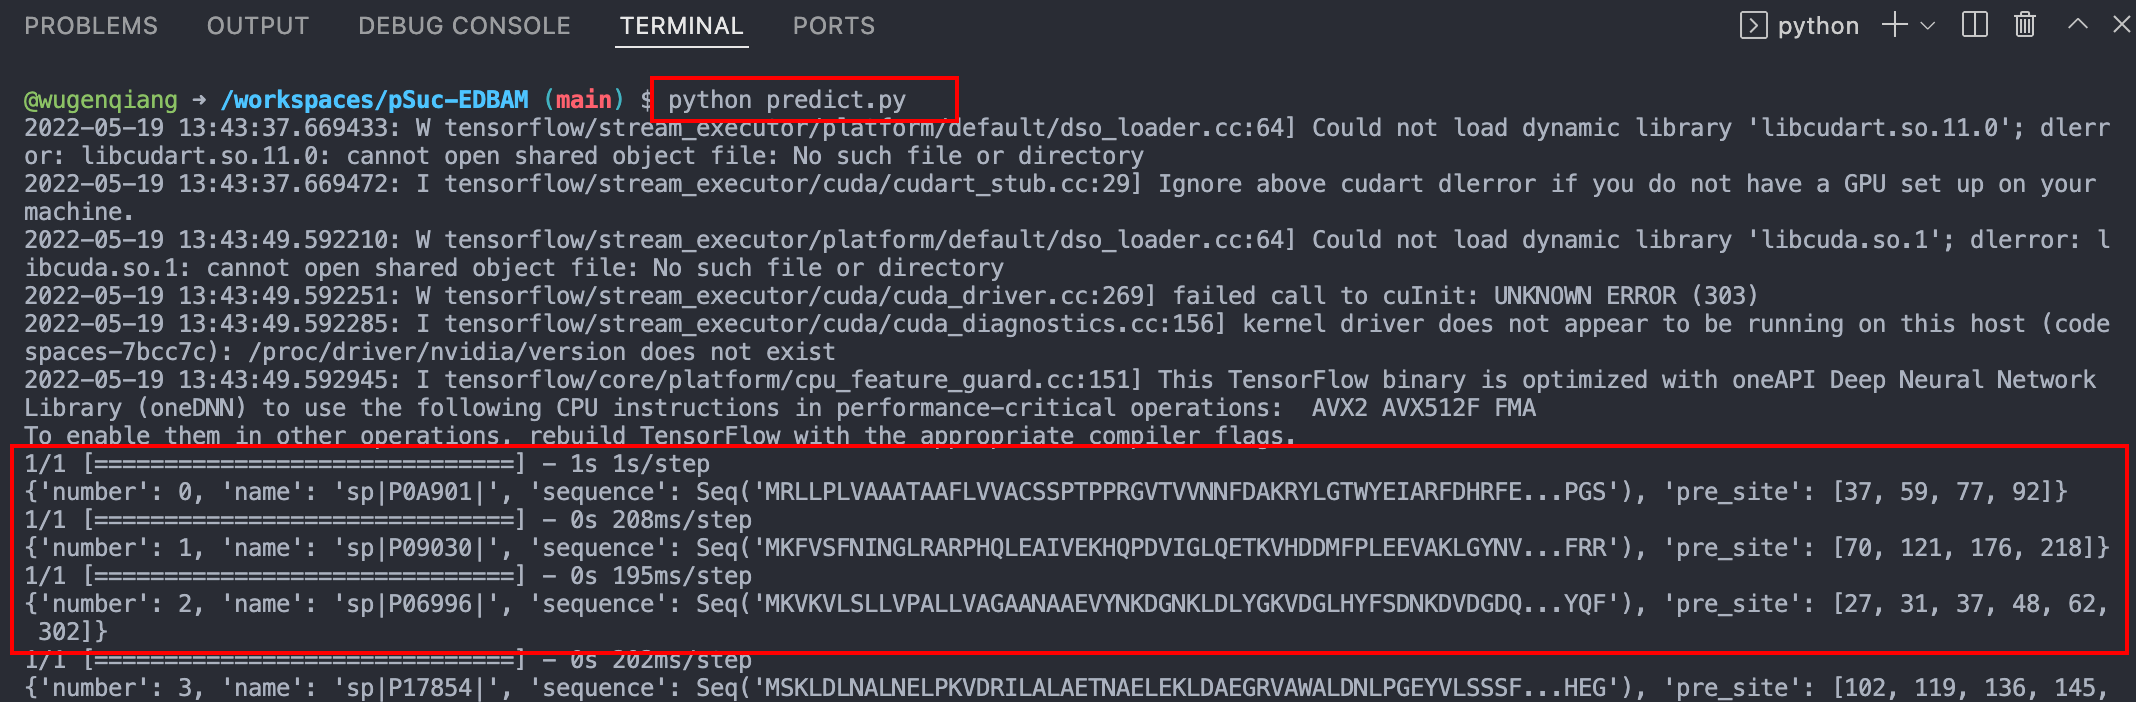 PROBLEMS OUTPUT DEBUG CONSOLE TERMINAL PORTS python
@wugenqiang → /workspaces/pSuc-EDBAM (main) $ python predict.py
2022-05-19 13:43:37.669433: W tensorflow/stream_executor/platform/default/dso_loader.cc:64] Could not load dynamic library 'libcudart.so.11.0'; dlerr
or: libcudart.so.11.0: cannot open shared object file: No such file or directory
2022-05-19 13:43:37.669472: I tensorflow/stream_executor/cuda/cudart_stub.cc:29] Ignore above cudart dlerror if you do not have a GPU set up on your
machine.
2022-05-19 13:43:49.592210: W tensorflow/stream_executor/platform/default/dso_loader.cc:64] Could not load dynamic library 'libcuda.so.1'; dlerror: l
ibcuda.so.1: cannot open shared object file: No such file or directory
2022-05-19 13:43:49.592251: W tensorflow/stream_executor/cuda/cuda_driver.cc:269] failed call to cuInit: UNKNOWN ERROR (303)
2022-05-19 13:43:49.592285: I tensorflow/stream_executor/cuda/cuda_diagnostics.cc:156] kernel driver does not appear to be running on this host (code
spaces-7bcc7c): /proc/driver/nvidia/version does not exist
2022-05-19 13:43:49.592945: I tensorflow/core/platform/cpu_feature_guard.cc:151] This TensorFlow binary is optimized with oneAPI Deep Neural Network
Library (oneDNN) to use the following CPU instructions in performance-critical operations:  AVX2 AVX512F FMA
To enable them in other operations, rebuild TensorFlow with the appropriate compiler flags.
1/1 [==============================] - 1s 1s/step
{'number': 0, 'name': 'sp|P0A901|', 'sequence': Seq('MRLLPLVAAATAAFLVVACSSPTPPRGVTVVNNFDAKRYLGTWYEIARFDHRFE...PGS'), 'pre_site': [37, 59, 77, 92]}
1/1 [==============================] - 0s 208ms/step
{'number': 1, 'name': 'sp|P09030|', 'sequence': Seq('MKFVSFNINGLRARPHQLEAIVEKHQPDVIGLQETKVHDDMFPLEEVAKLGYNV...FRR'), 'pre_site': [70, 121, 176, 218]}
1/1 [==============================] - 0s 195ms/step
{'number': 2, 'name': 'sp|P06996|', 'sequence': Seq('MKVKVLSLLVPALLVAGAANAAEVYNKDGNKLDLYGKVDGLHYFSDNKDVDGDQ...YQF'), 'pre_site': [27, 31, 37, 48, 62,
302]}
1/1 [==============================] - 0s 202ms/step
{'number': 3, 'name': 'sp|P17854|', 'sequence': Seq('MSKLDLNALNELPKVDRILALAETNAELEKLDAEGRVAWALDNLPGEYVLSSSF...HEG'), 'pre_site': [102, 119, 136, 145,